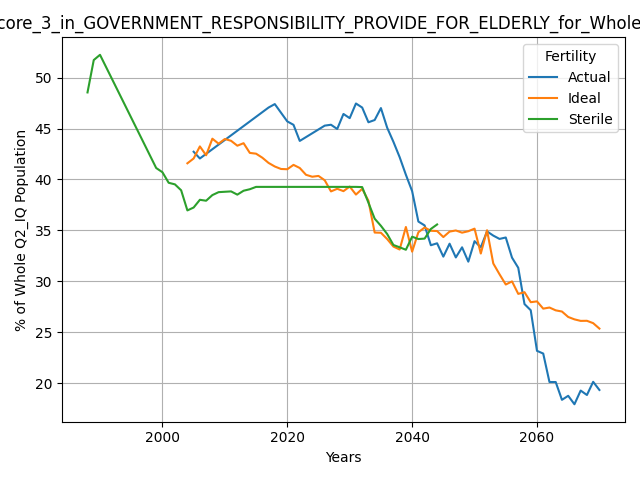 core_3_in_GOVERNMENT_RESPONSIBILITY_PROVIDE_FOR_ELDERLY_for_Whole
Fertility
Actual
Ideal
Sterile
% of Whole Q2_IQ Population
50
45
40
35
30
25
20
2000
2020
2040
2060
Years